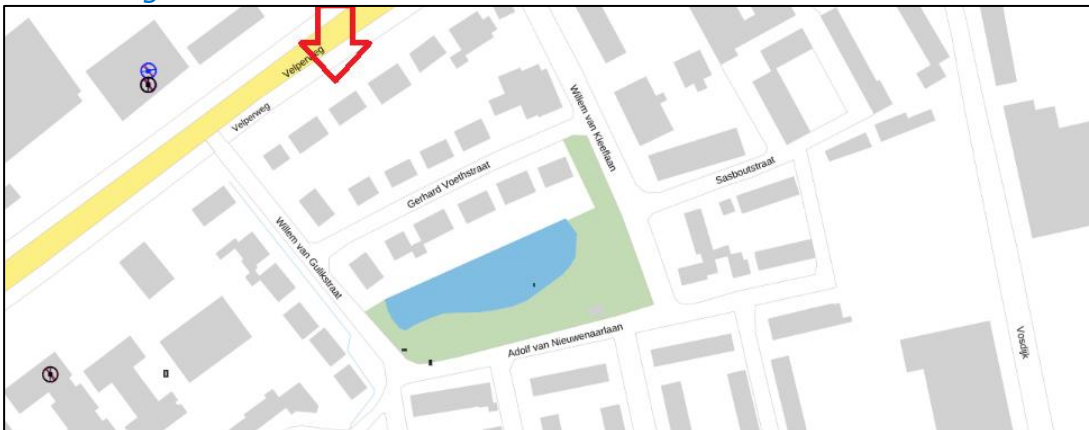 Velperweg
Velperweg
Willem van Kleeflaan
Gerhard Voethstraat
Sasboutstraat
Willem van Gulikstraat
Adolf van Nieuwenaarlaan
Vosdijk